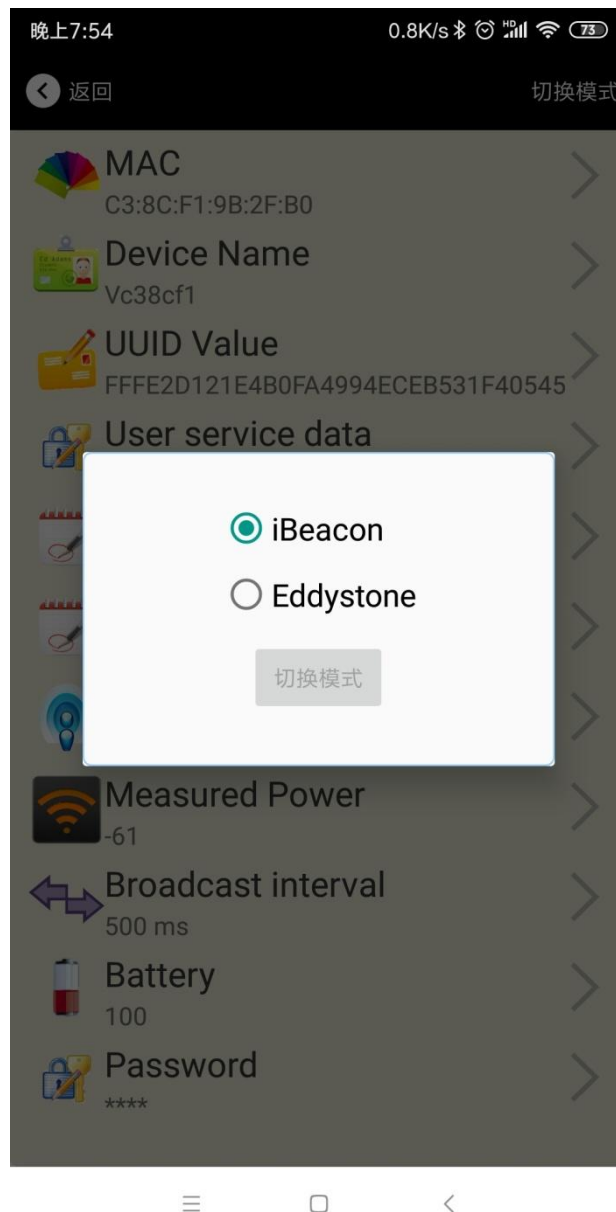 晚上7:54
0.8K/s HD 73
返回
切换模式
MAC
C3:8C:F1:9B:2F:B0
Device Name
Vc38cf1
UUID Value
FFFE2D121E4B0FA4994ECEB531F40545
User service data
iBeacon
Eddystone
切换模式
Measured Power
-61
Broadcast interval
500 ms
Battery
100
Password
****